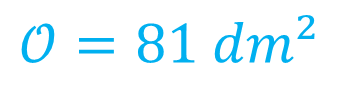 𝒪 = 81 dm²